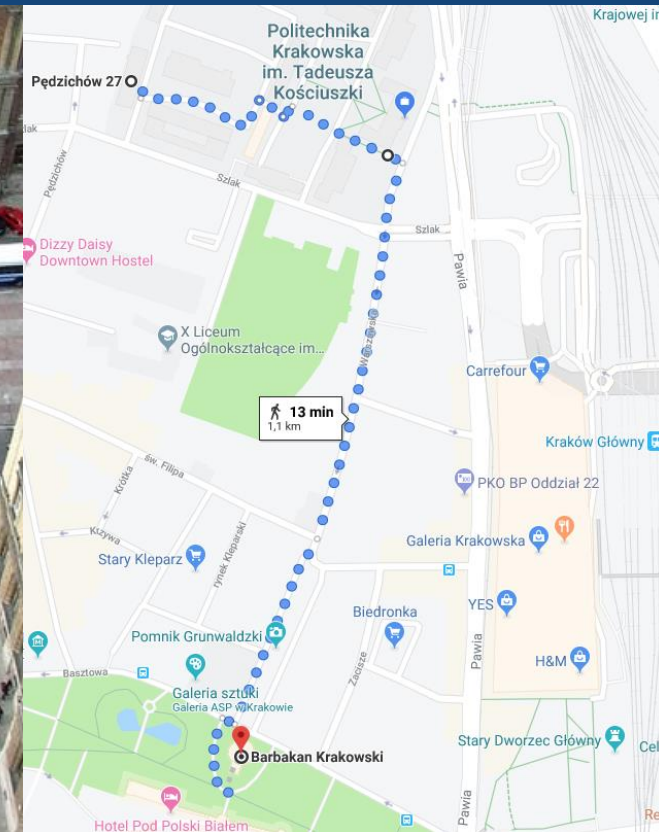 Krajowej
Politechnika
Krakowska
im. Tadeusza
Kościuszki
Pędzichów 27
Pędzichów
Szlak
Szlak
Pawia
Dizzy Daisy
Downtown Hostel
X Liceum
Ogólnokształcące im...
Warszawska
Carrefour
13 min
1,1 km
Kraków Główny
św. Filipa
Krótka
PKO BP Oddział 22
Krzywa
rynek Kleparski
Galeria Krakowska
Stary Kleparz
Biedronka
YES
Pomnik Grunwaldzki
Zacisze
Pawia
H&M
Basztowa
Galeria sztuki
Galeria ASP w Krakowie
Stary Dworzec Główny
Barbakan Krakowski
Pawia
Hotel Pod Polski Białem